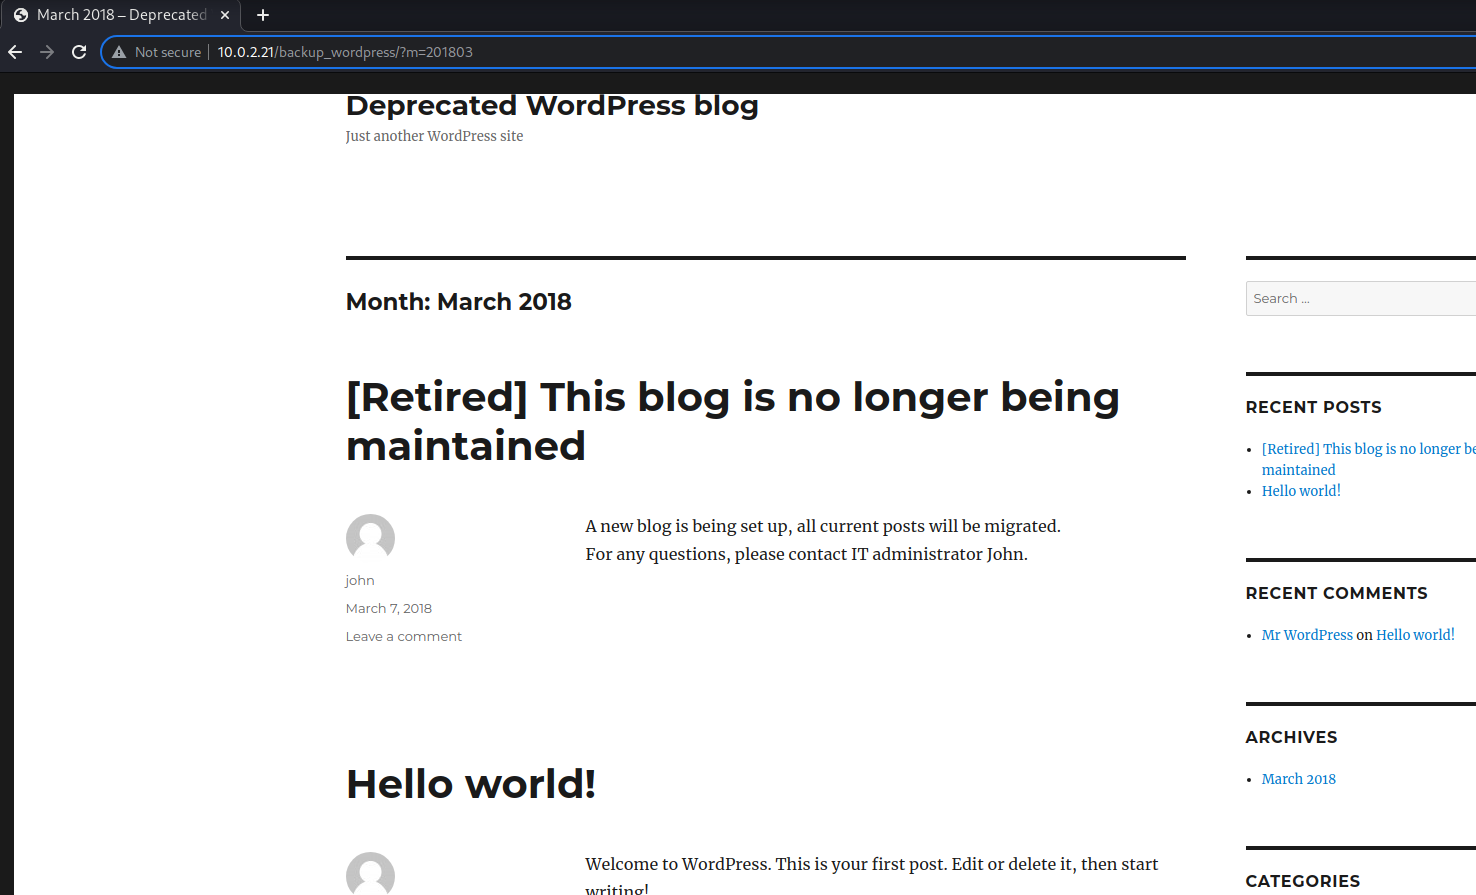 March 2018 – Deprecated
Not secure
10.0.2.21/backup_wordpress/?m=201803
Deprecated WordPress blog
Just another WordPress site
Month: March 2018
[Retired] This blog is no longer being
maintained
john
March 7, 2018
Leave a comment
A new blog is being set up, all current posts will be migrated.
For any questions, please contact IT administrator John.
Hello world!
Welcome to WordPress. This is your first post. Edit or delete it, then start
writing!
Search ...
RECENT POSTS
[Retired] This blog is no longer be
maintained
Hello world!
RECENT COMMENTS
Mr WordPress on Hello world!
ARCHIVES
March 2018
CATEGORIES